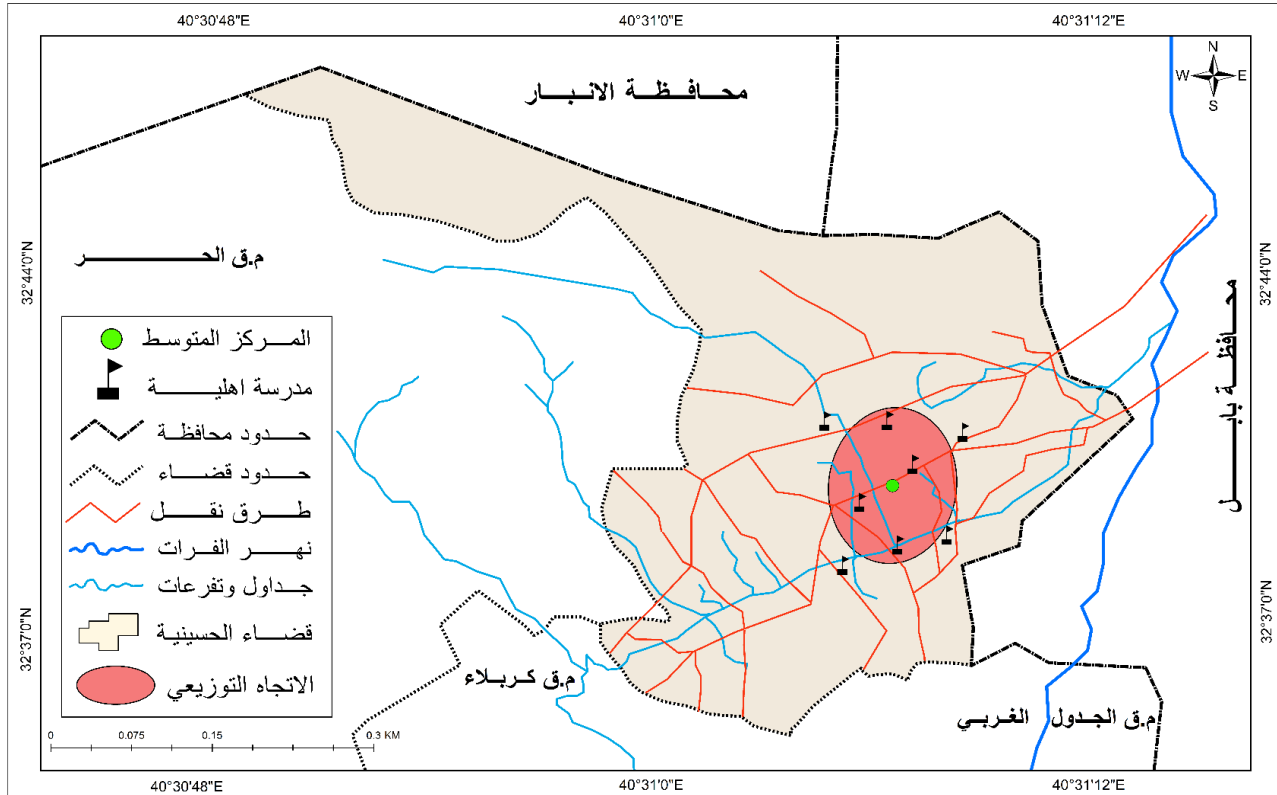 40°30'48"E
40°31'0"E
40°31'12"E
N
W E
S
محافظة الانبار
32°44'0"N
32°44'0"N
م.ق الحر
محافظة بابل
المركز المتوسط
مدرسة اهلية
حدود محافظة
حدود قضاء
طرق نقل
نهر الفرات
جداول وتفرعات
قضاء الحسينية
الاتجاه التوزيعي
32°37'0"N
32°37'0"N
م.ق كربلاء
م.ق الجدول الغربي
0 0.075 0.15 0.3 KM
40°30'48"E
40°31'0"E
40°31'12"E